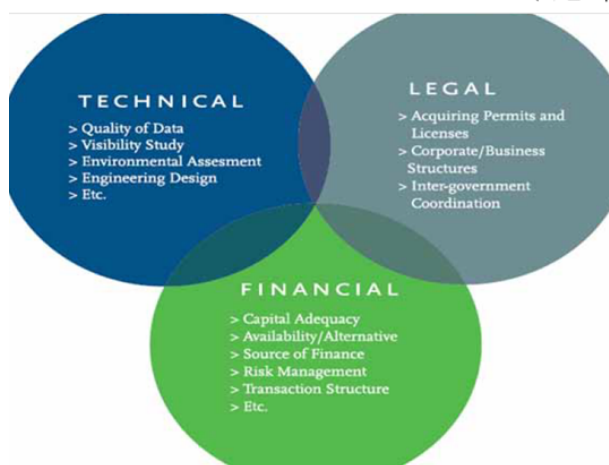 TECHNICAL
> Quality of Data
> Visibility Study
> Environmental Assesment
> Engineering Design
> Etc.
LEGAL
> Acquiring Permits and
Licenses
> Corporate/Business
Structures
> Inter-government
Coordination
FINANCIAL
> Capital Adequacy
> Availability/Alternative
> Source of Finance
> Risk Management
> Transaction Structure
> Etc.